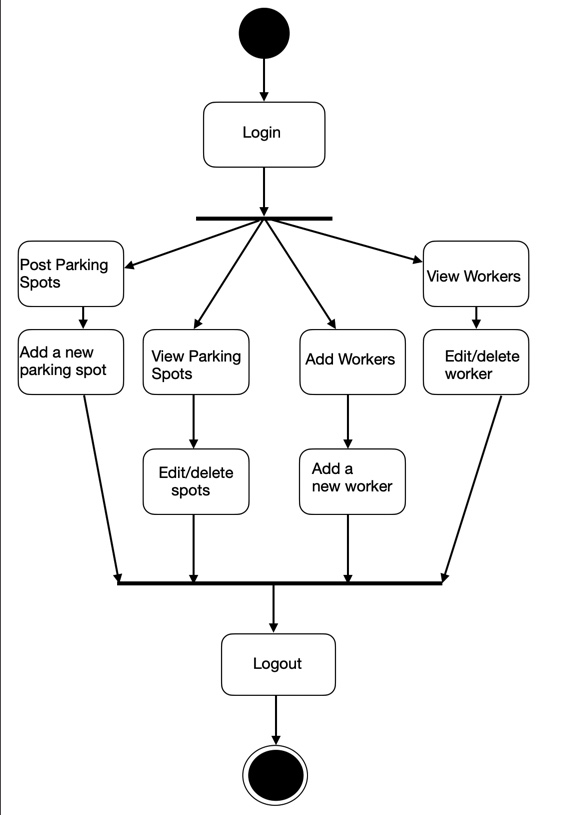 Login
Post Parking
Spots
View Workers
Add a new
parking spot
View Parking
Spots
Add Workers
Edit/delete
worker
Edit/delete
spots
Add a
new worker
Logout